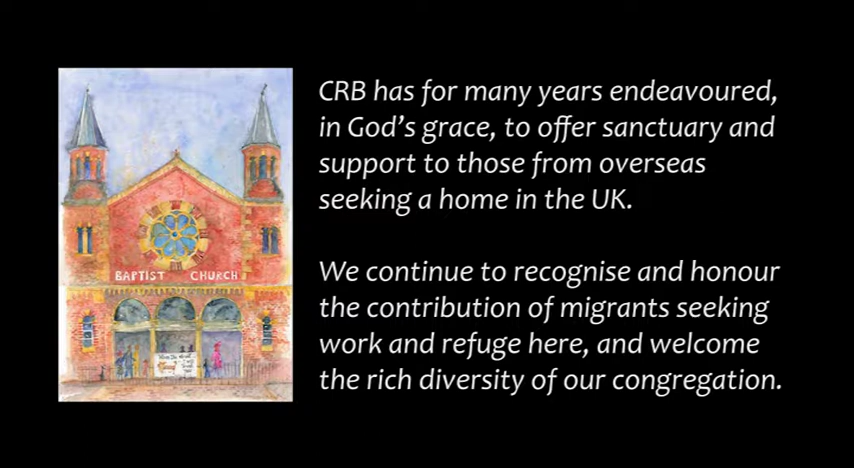 CRB has for many years endeavoured,
in God's grace, to offer sanctuary and
support to those from overseas
seeking a home in the UK.
We continue to recognise and honour
the contribution of migrants seeking
work and refuge here, and welcome
the rich diversity of our congregation.
BAPTIST CHURCH